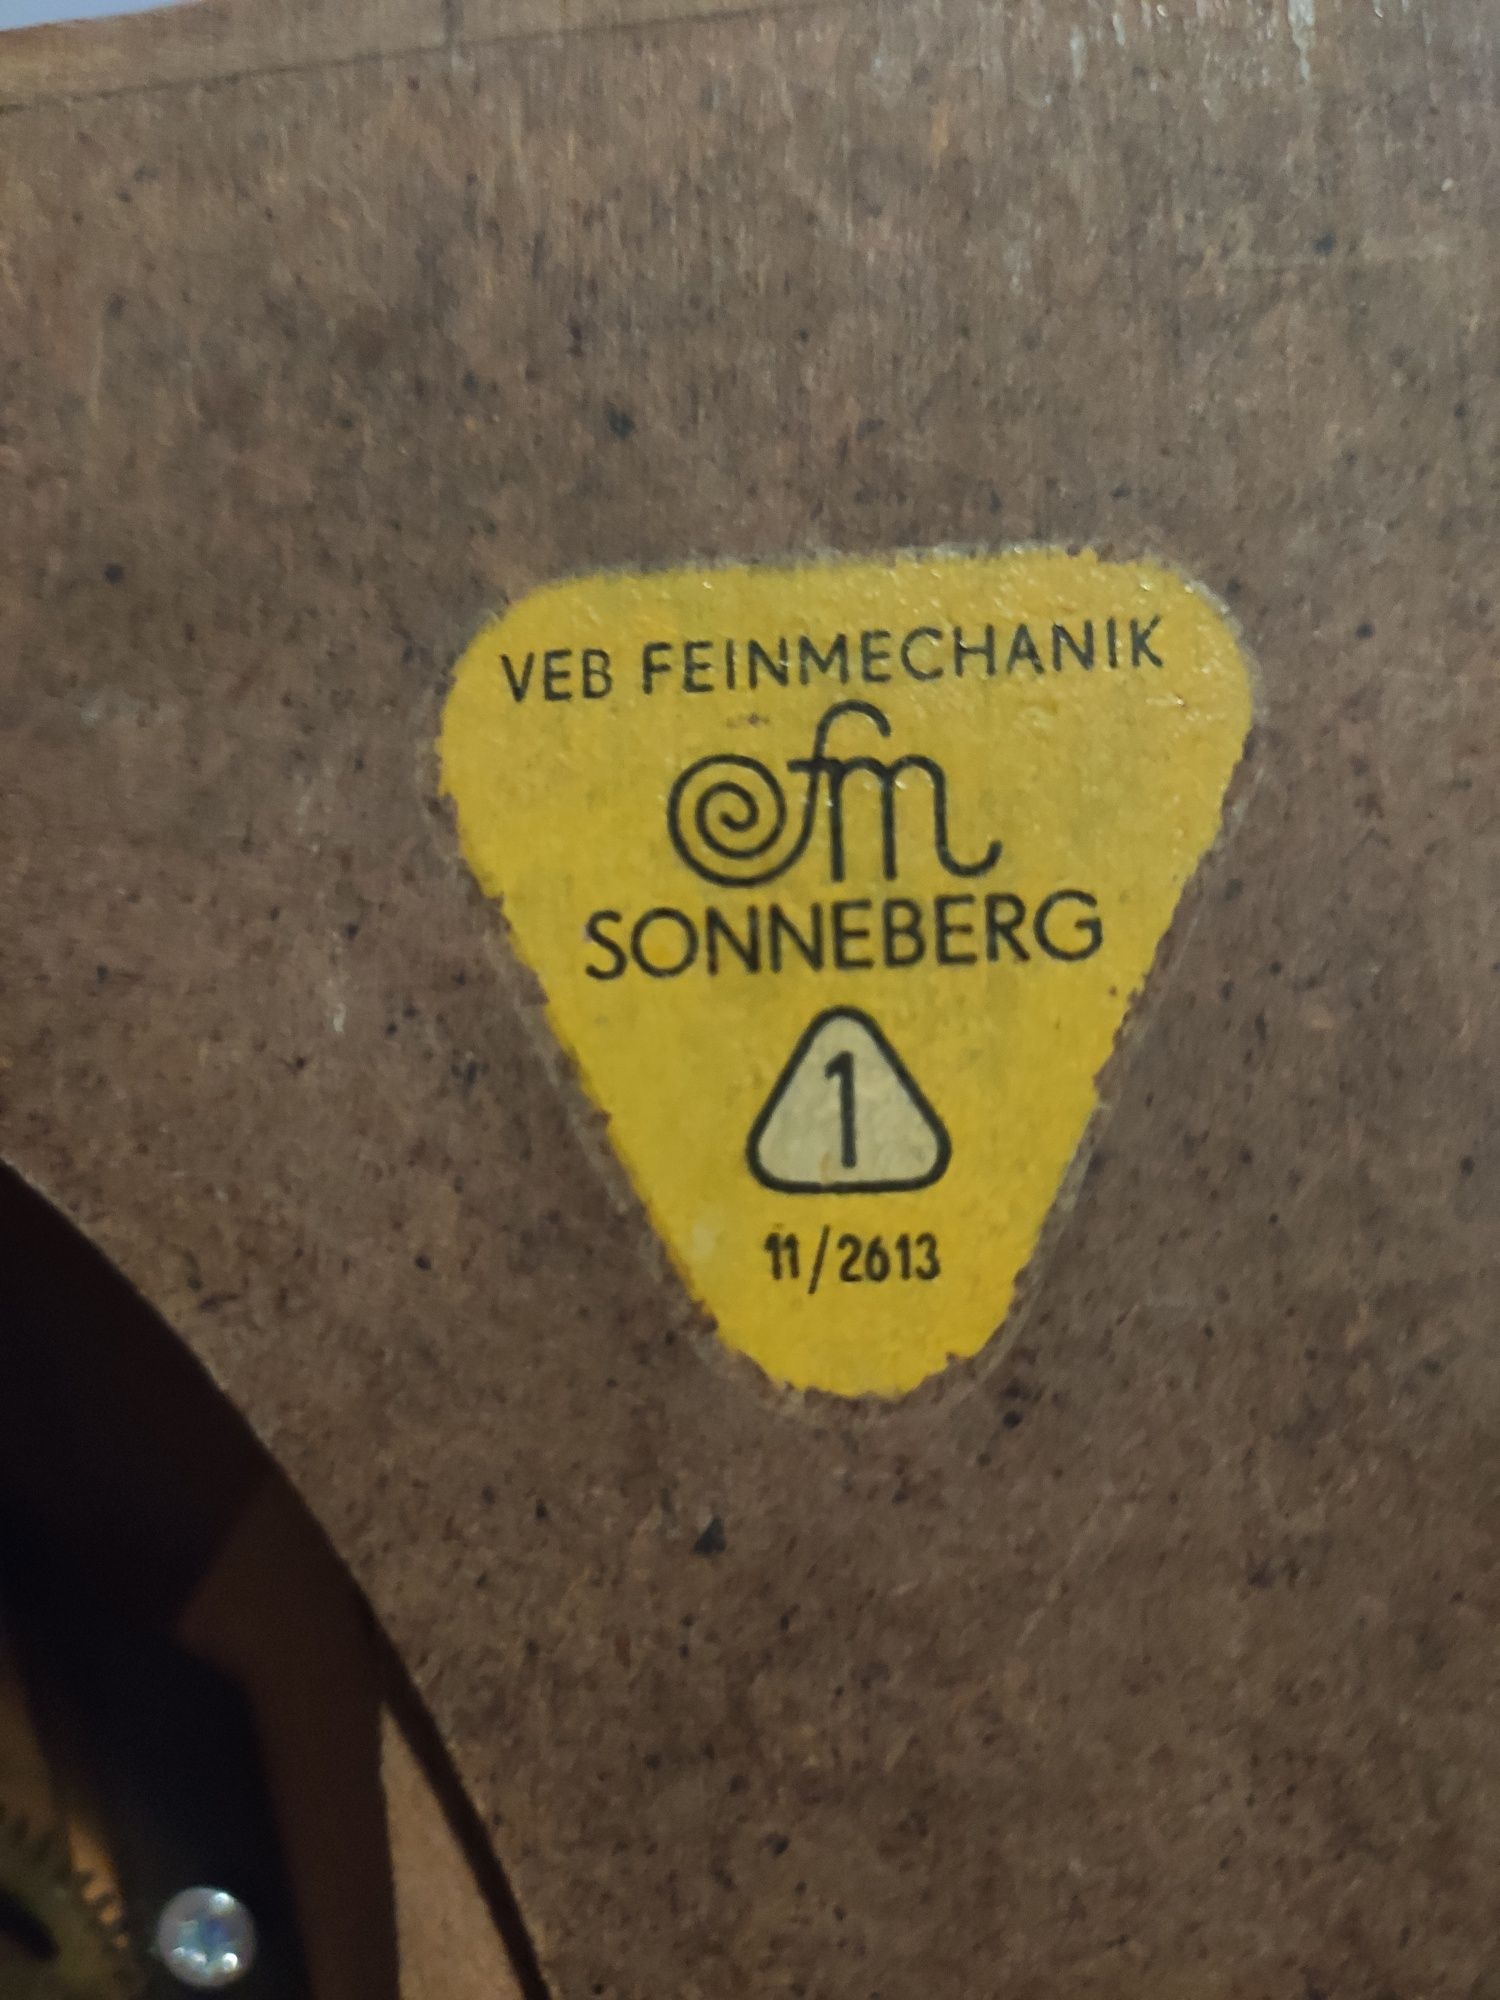 VEB FEINMECHANIK
fm
SONNEBERG
1
11/2613